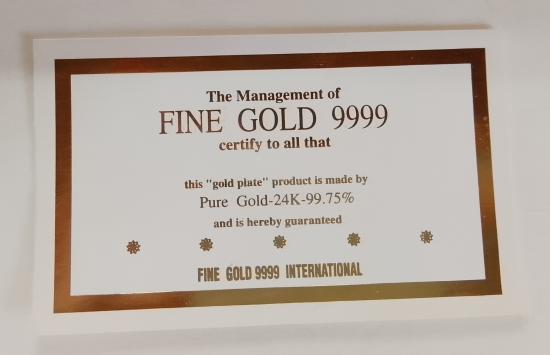 The Management of
FINE GOLD 9999
certify to all that
this "gold plate" product is made by
Pure Gold-24K-99.75%
and is hereby guaranteed
FINE GOLD 9999 INTERNATIONAL